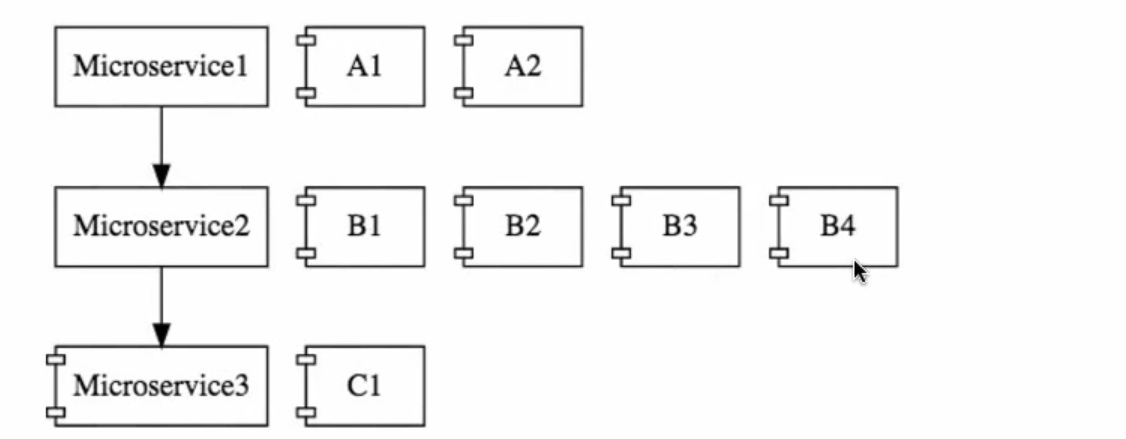 Microservice1 A1 A2
Microservice2 B1 B2 B3 B4
Microservice3 C1